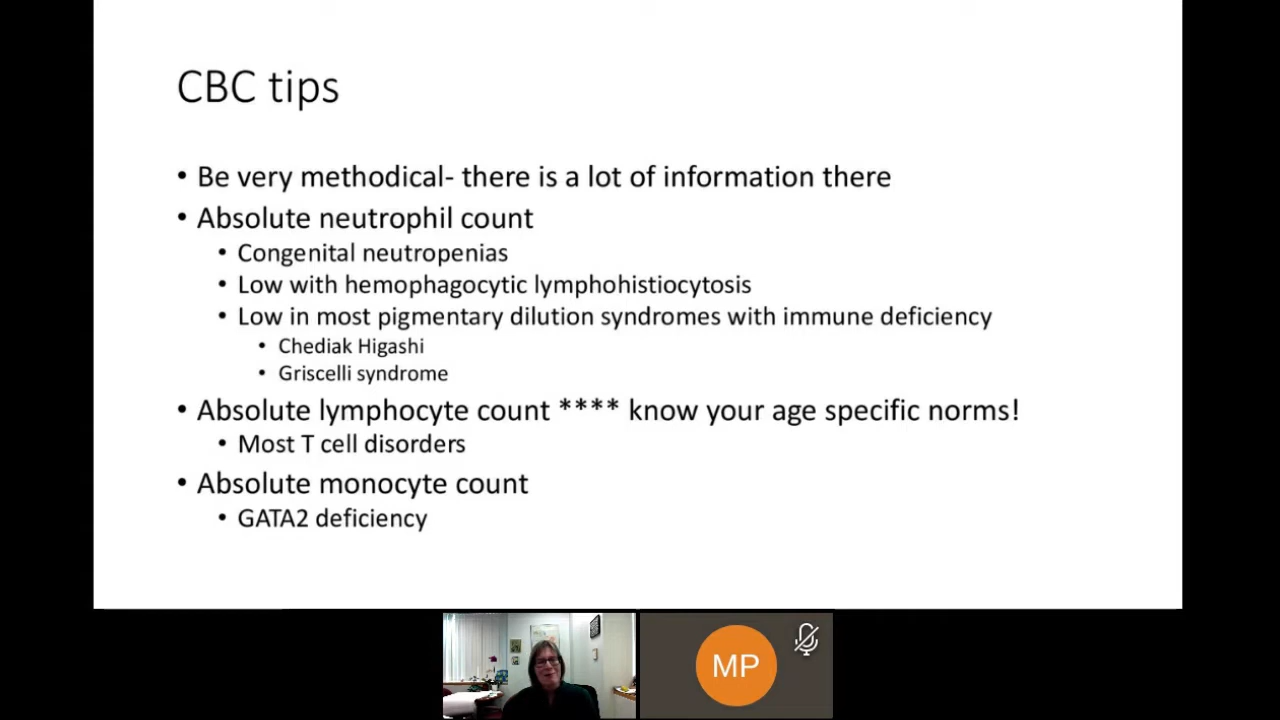 CBC tips
• Be very methodical- there is a lot of information there
• Absolute neutrophil count
• Congenital neutropenias
• Low with hemophagocytic lymphohistiocytosis
• Low in most pigmentary dilution syndromes with immune deficiency
• Chediak Higashi
• Griscelli syndrome
• Absolute lymphocyte count **** know your age specific norms!
• Most T cell disorders
• Absolute monocyte count
• GATA2 deficiency
MP